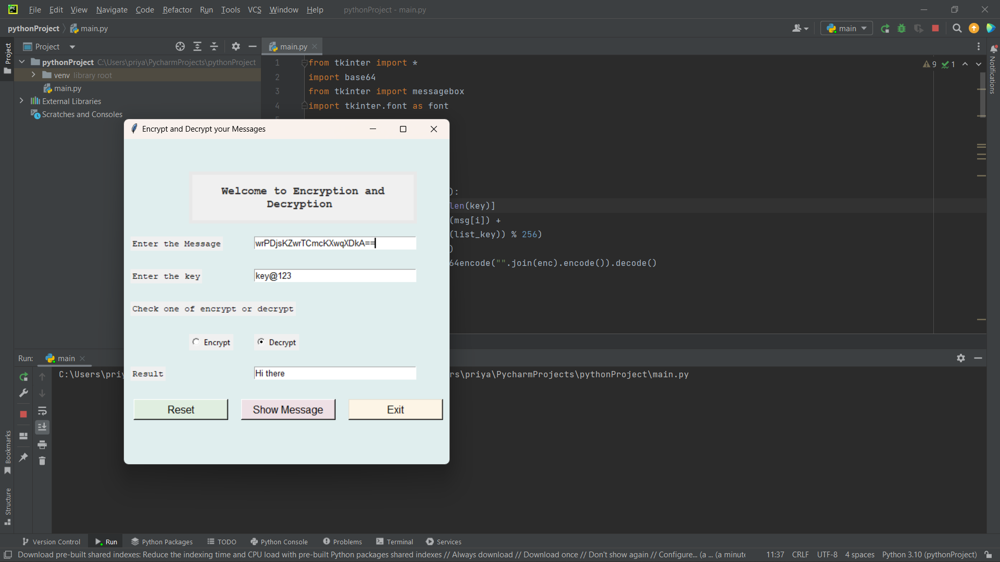 PC File Edit View Navigate Code Refactor Run Tools VCS Window Help pythonProject - main.py
pythonProject main.py main
Project main.py
Project
pythonProject C:\Users\priya\PycharmProjects\pythonProject
venv library root
main.py
External Libraries
Scratches and Consoles
Notifications
9 1
1 from tkinter import *
2 import base64
3 from tkinter import messagebox
4 import tkinter.font as font
):
len(key)]
(msg[i]) +
(list_key)) % 256)
)
64encode("".join(enc).encode()).decode()
Encrypt and Decrypt your Messages
Welcome to Encryption and
Decryption
Enter the Message wrPDjsKZwrTCmcKXwqXDkA==
Enter the key key@123
Check one of encrypt or decrypt
Encrypt Decrypt
Result Hi there
Reset Show Message Exit
Run: main
C:\Users\priy rs\priya\PycharmProjects\pythonProject\main.py
Bookmarks
Structure
Version Control Run Python Packages TODO Python Console Problems Terminal Services
Download pre-built shared indexes: Reduce the indexing time and CPU load with pre-built Python packages shared indexes // Always download // Download once // Don't show again // Configure... (a ... (a minute 11:37 CRLF UTF-8 4 spaces Python 3.10 (pythonProject)